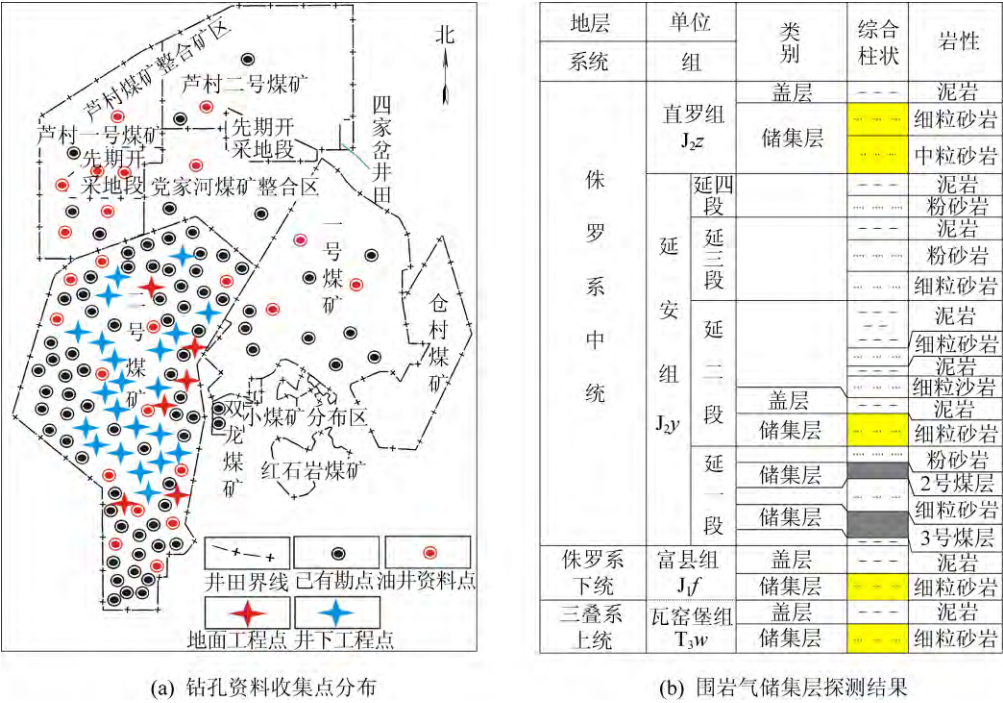 北
芦村煤矿整合矿区
芦村二号煤矿
芦村一号煤矿
先期开
采地段
先期开
采地段
党家河煤矿整合区
四家岔井田
一号煤矿
二号煤矿
仓村煤矿
双龙煤矿
小煤矿分布区
红石岩煤矿
井田界线
已有勘点
油井资料点
地面工程点
井下工程点
(a) 钻孔资料收集点分布
地层
单位
类别
综合
柱状
岩性
系统
组
侏罗系中统
直罗组
J₂z
盖层
泥岩
储集层
细粒砂岩
中粒砂岩
延安组
J₂y
延四段
泥岩
粉砂岩
延三段
泥岩
粉砂岩
细粒砂岩
延二段
泥岩
细粒砂岩
泥岩
细粒沙岩
盖层
泥岩
储集层
细粒砂岩
延一段
粉砂岩
储集层
2号煤层
细粒砂岩
储集层
3号煤层
侏罗系
下统
富县组
J₁f
盖层
泥岩
储集层
细粒砂岩
三叠系
上统
瓦窑堡组
T₃w
盖层
泥岩
储集层
细粒砂岩
(b) 围岩气储集层探测结果